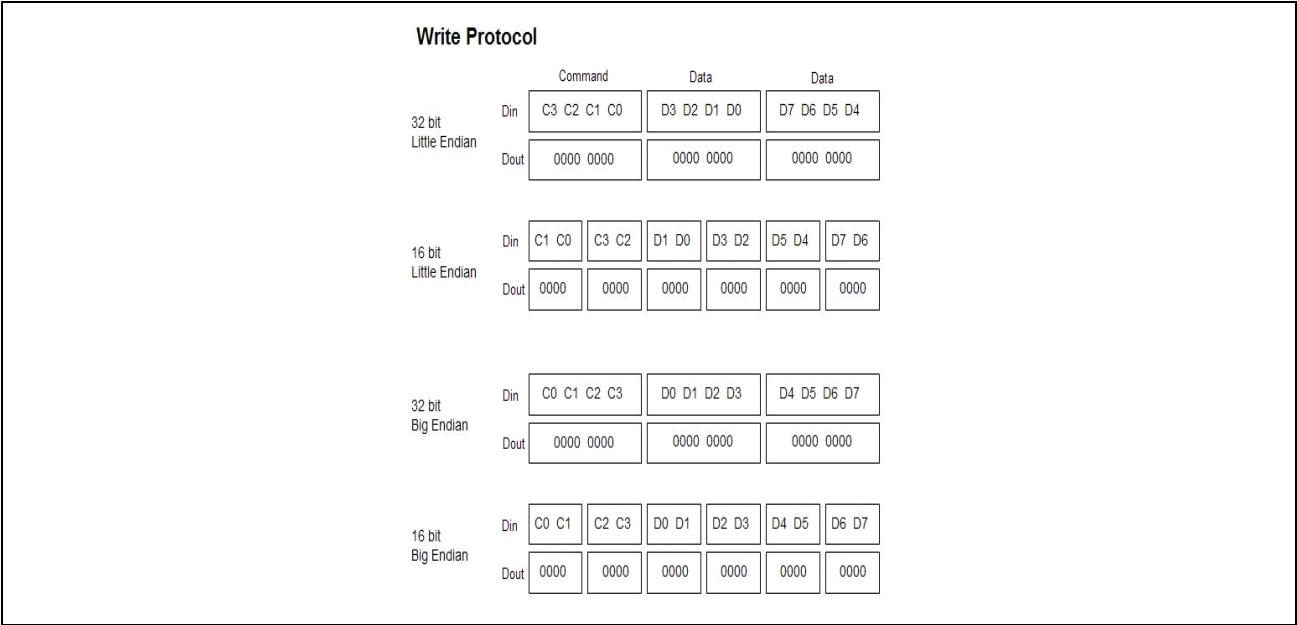 Write Protocol
Command Data Data
32 bit
Little Endian
Din C3 C2 C1 C0 D3 D2 D1 D0 D7 D6 D5 D4
Dout 0000 0000 0000 0000 0000 0000
16 bit
Little Endian
Din C1 C0 C3 C2 D1 D0 D3 D2 D5 D4 D7 D6
Dout 0000 0000 0000 0000 0000 0000
32 bit
Big Endian
Din C0 C1 C2 C3 D0 D1 D2 D3 D4 D5 D6 D7
Dout 0000 0000 0000 0000 0000 0000
16 bit
Big Endian
Din C0 C1 C2 C3 D0 D1 D2 D3 D4 D5 D6 D7
Dout 0000 0000 0000 0000 0000 0000